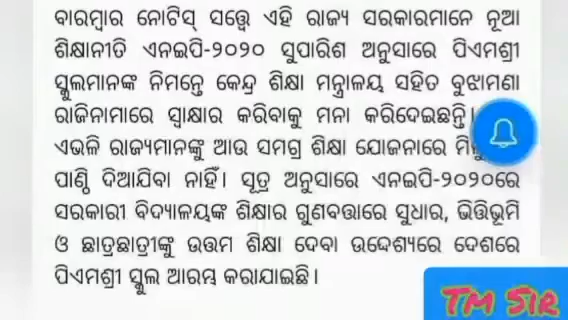 ବାରମ୍ବାର ନୋଟିସ୍ ସତ୍ତ୍ୱେ ଏହି ରାଜ୍ୟ ସରକାରମାନେ ନୂଆ
ଶିକ୍ଷାନୀତି ଏନଇପି-୨୦୨୦ ସୁପାରିଶ ଅନୁସାରେ ପିଏମଶ୍ରୀ
ସ୍କୁଲମାନଙ୍କ ନିମନ୍ତେ କେନ୍ଦ୍ର ଶିକ୍ଷା ମନ୍ତ୍ରାଳୟ ସହିତ ବୁଝାମଣା
ରାଜିନାମାରେ ସ୍ୱାକ୍ଷାର କରିବାକୁ ମନା କରିଦେଇଛନ୍ତି।
ଏଭଳି ରାଜ୍ୟମାନଙ୍କୁ ଆଉ ସମଗ୍ର ଶିକ୍ଷା ଯୋଜନାରେ
ପାଣ୍ଠି ଦିଆଯିବା ନାହିଁ। ସୂତ୍ର ଅନୁସାରେ ଏନଇପି-୨୦୨୦ରେ
ସରକାରୀ ବିଦ୍ୟାଳୟଙ୍କ ଶିକ୍ଷାର ଗୁଣବତ୍ତାରେ ସୁଧାର, ଭିତ୍ତିଭୂମି
ଓ ଛାତ୍ରଛାତ୍ରୀଙ୍କୁ ଉତ୍ତମ ଶିକ୍ଷା ଦେବା ଉଦ୍ଦେଶ୍ୟରେ ଦେଶରେ
ପିଏମଶ୍ରୀ ସ୍କୁଲ ଆରମ୍ଭ କରାଯାଇଛି।
TM SIR